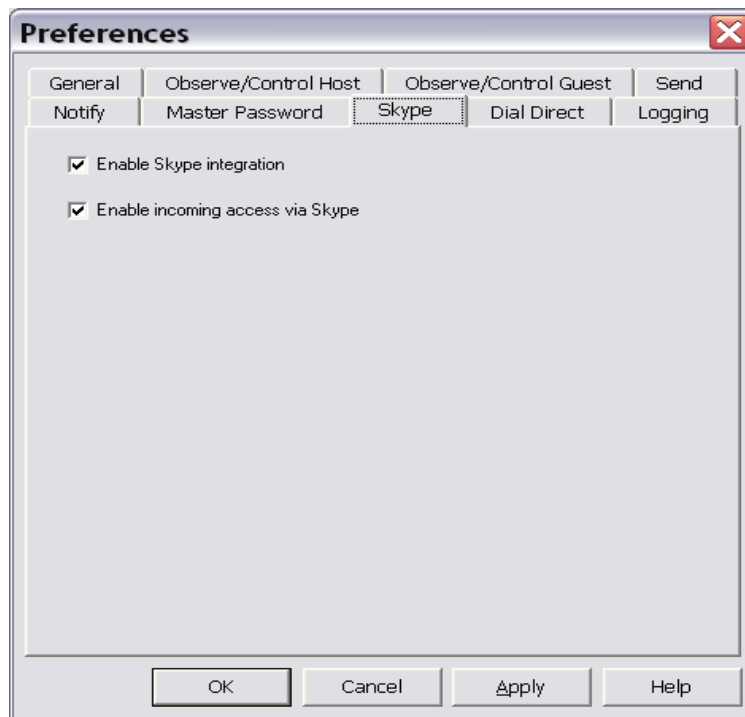 Preferences
General Observe/Control Host Observe/Control Guest Send
Notify Master Password Skype Dial Direct Logging
Enable Skype integration
Enable incoming access via Skype
OK Cancel Apply Help